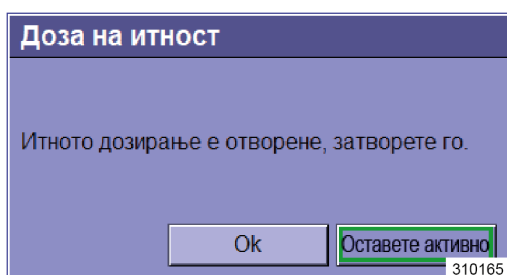 Доза на итност
Итното дозирање е отворене, затворете го.
Ok
Оставете активно
310165